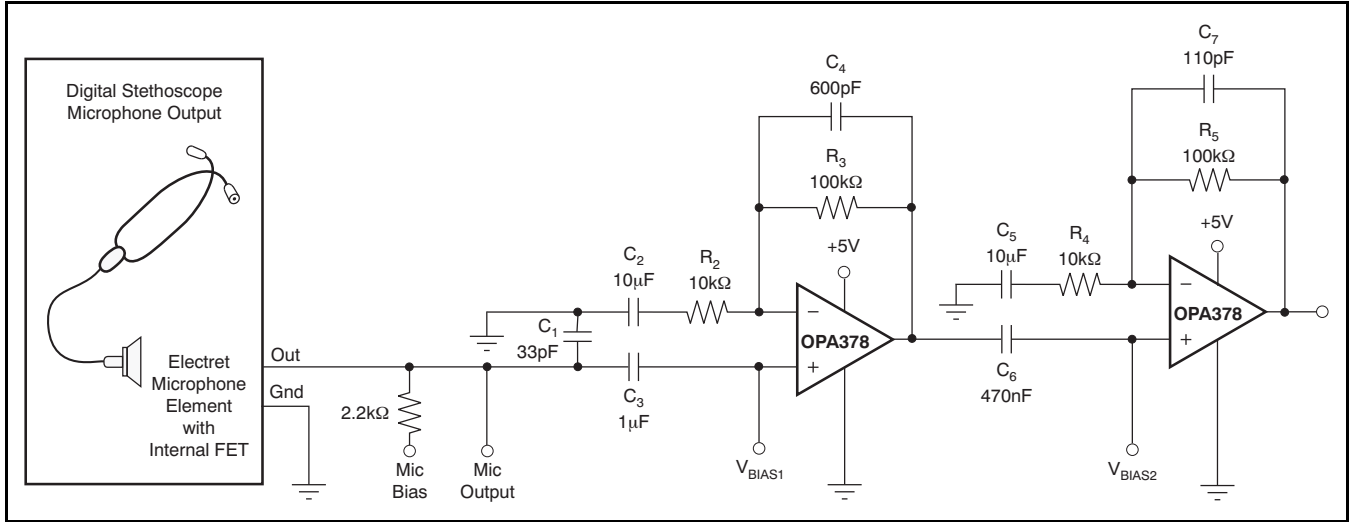 Digital Stethoscope
Microphone Output
Electret
Microphone
Element
with
Internal FET
Out
Gnd
2.2kΩ
Mic
Bias
Mic
Output
C1
33pF
C2
10μF
R2
10kΩ
C3
1μF
VBIAS1
C4
600pF
R3
100kΩ
+5V
−
OPA378
+
C5
10μF
R4
10kΩ
C6
470nF
VBIAS2
C7
110pF
R5
100kΩ
+5V
−
OPA378
+